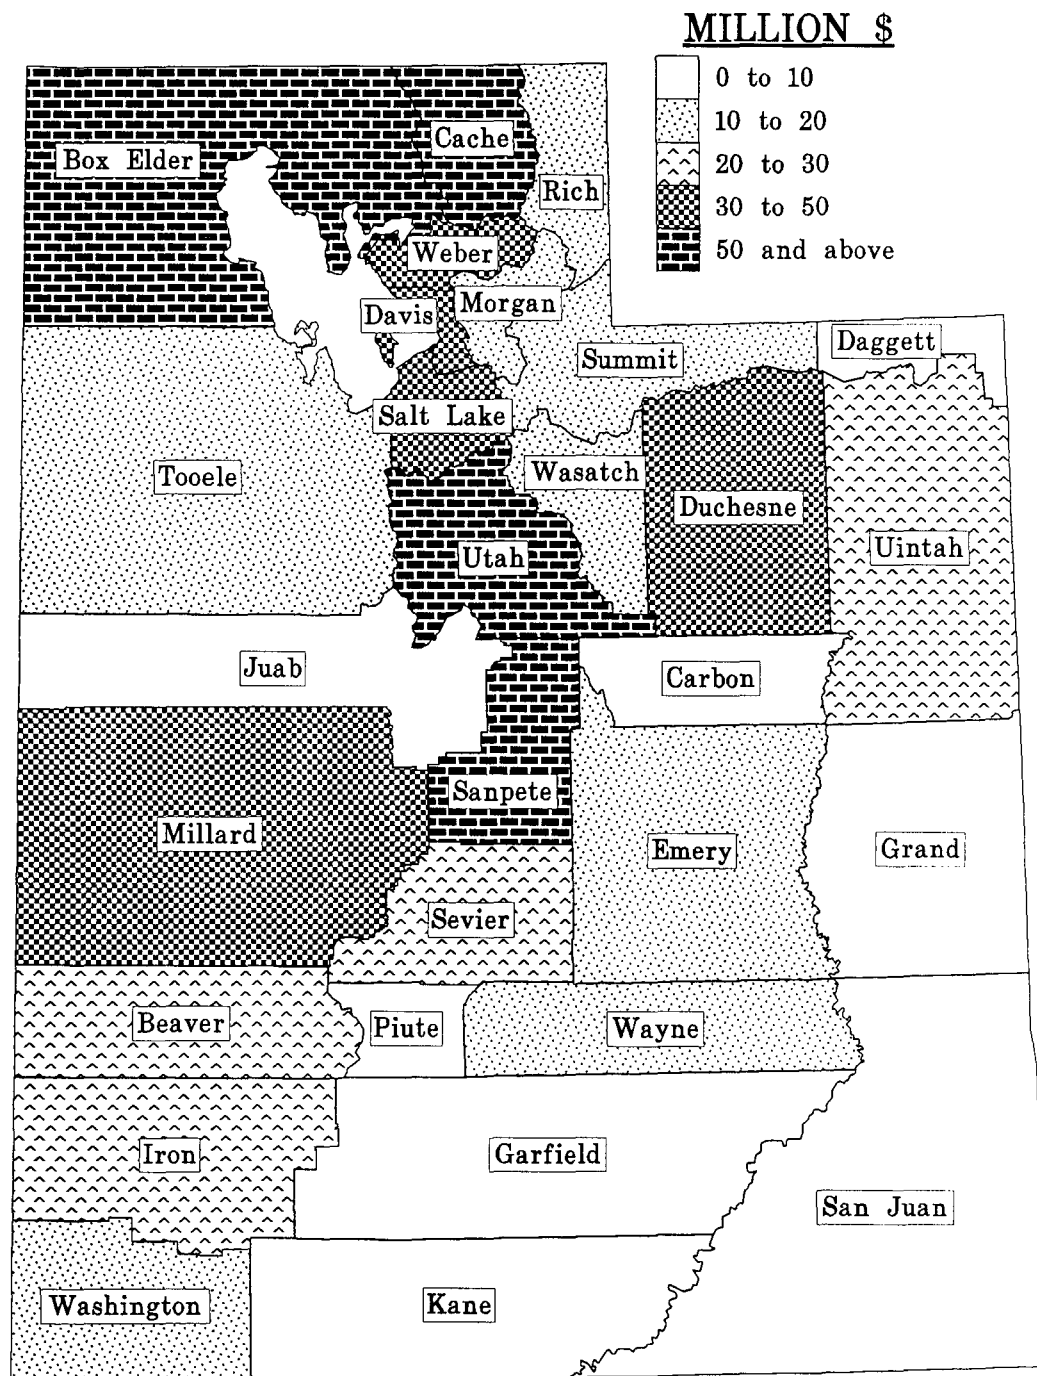 MILLION $
0 to 10
10 to 20
20 to 30
30 to 50
50 and above
Cache
Box Elder
Rich
Weber
Morgan
Davis
Daggett
Summit
Salt Lake
Wasatch
Tooele
Duchesne
Uintah
Utah
Juab
Carbon
Sanpete
Millard
Emery
Grand
Sevier
Beaver
Piute
Wayne
Iron
Garfield
San Juan
Washington
Kane